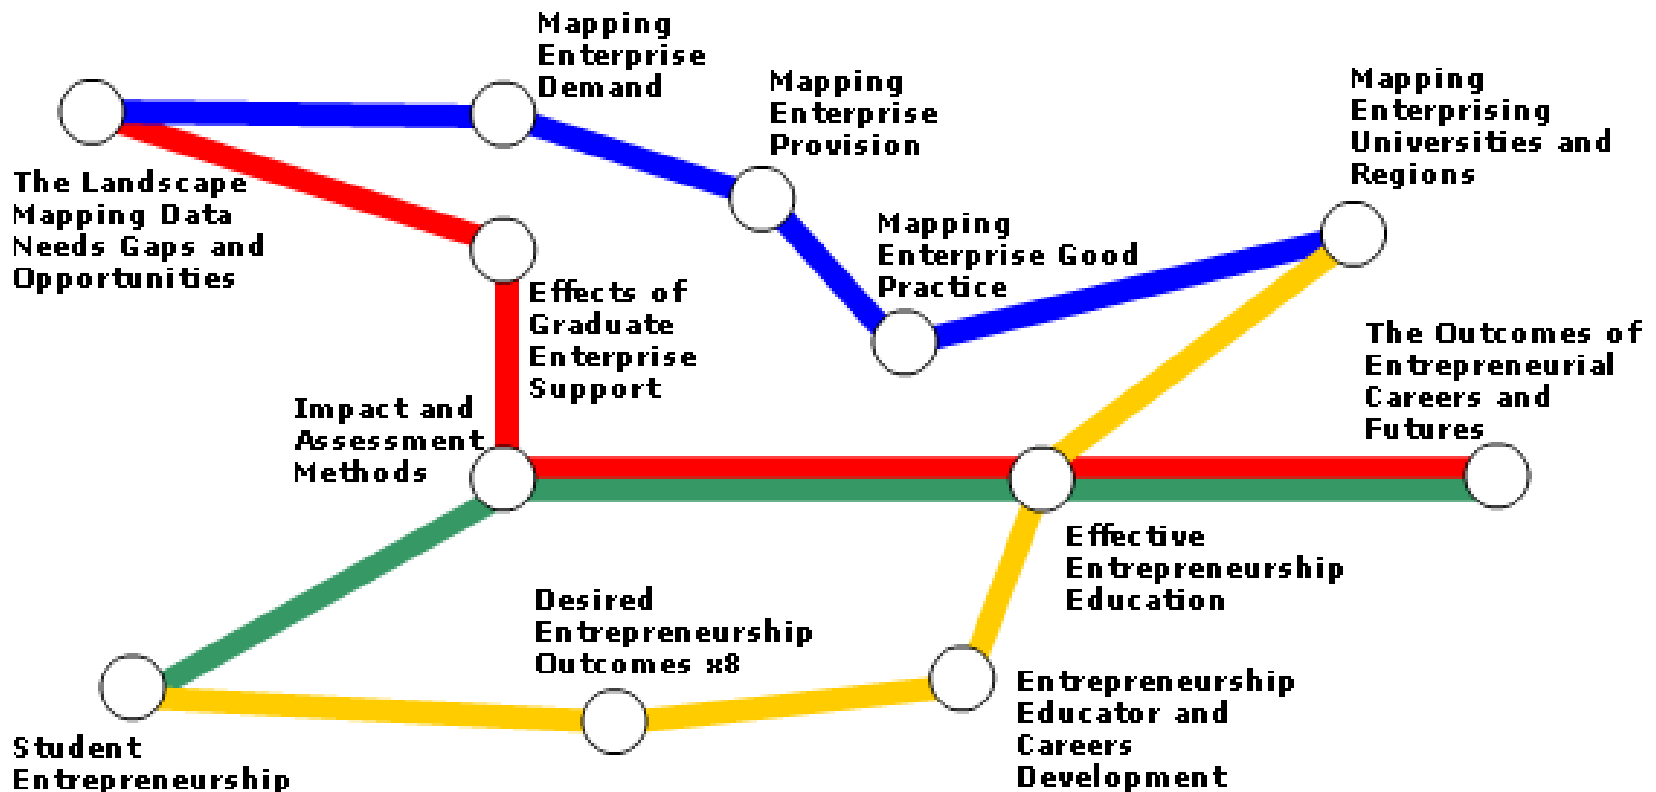 Mapping
Enterprise
Demand
Mapping
Enterprise
Provision
Mapping
Enterprising
Universities and
Regions
The Landscape
Mapping Data
Needs Gaps and
Opportunities
Mapping
Enterprise Good
Practice
Effects of
Graduate
Enterprise
Support
The Outcomes of
Entrepreneurial
Careers and
Futures
Impact and
Assessment
Methods
Effective
Entrepreneurship
Education
Desired
Entrepreneurship
Outcomes x8
Entrepreneurship
Educator and
Careers
Development
Student
Entrepreneurship